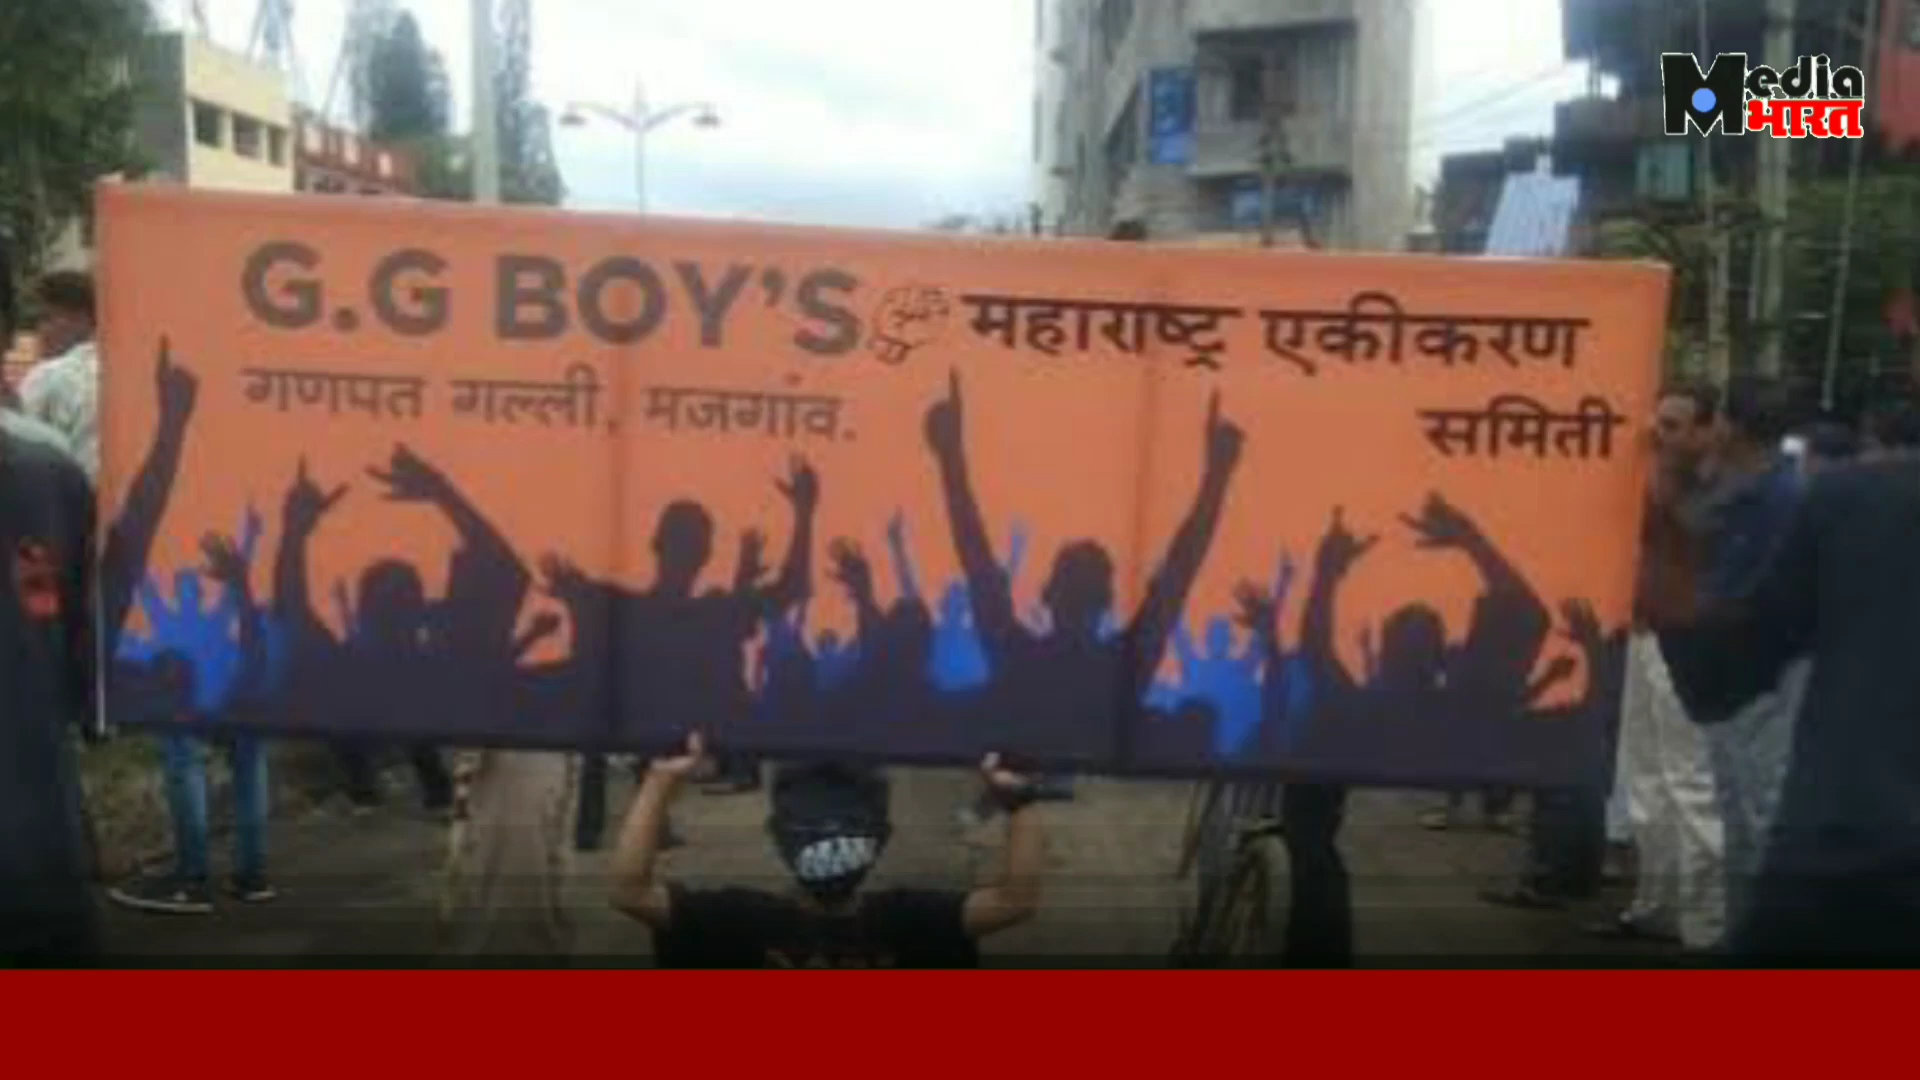 Media
भारत
G.G BOY'S महाराष्ट्र एकीकरण
समिती
गणपत गल्ली, मजगांव.